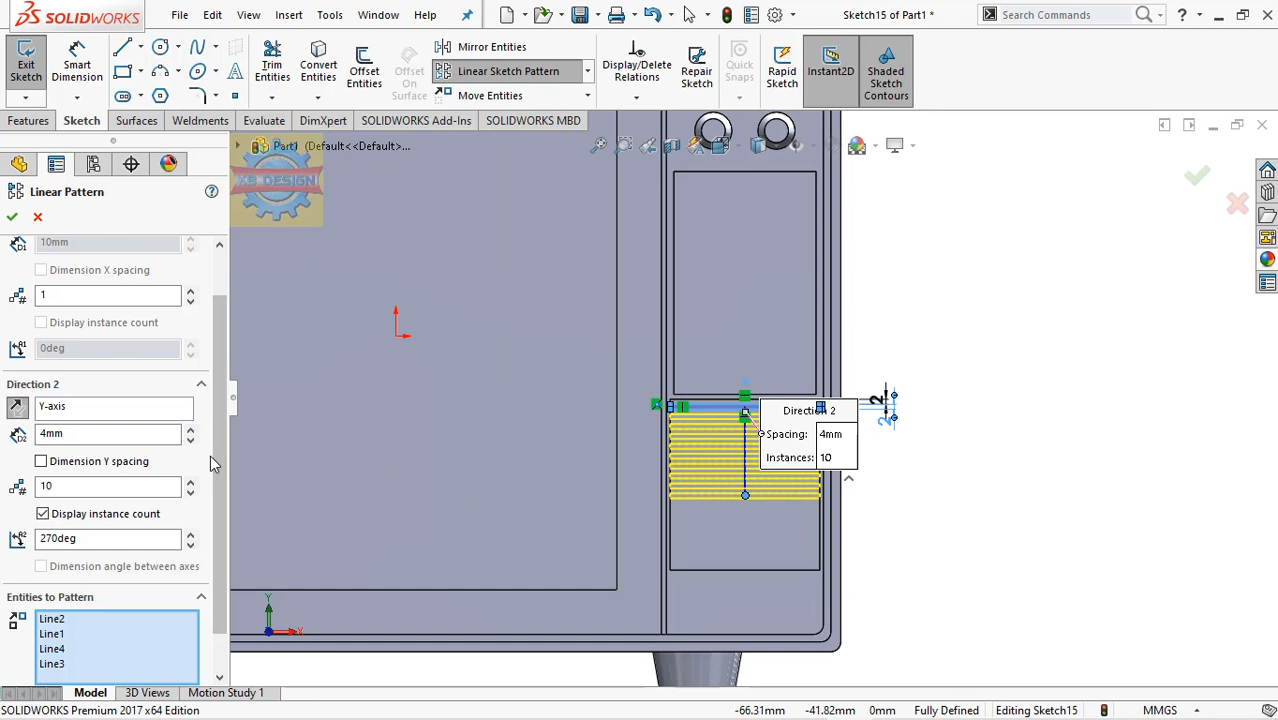 SOLIDWORKS File Edit View Insert Tools Window Help Sketch15 of Part1 * Search Commands ?
Exit Sketch Smart Dimension Trim Entities Convert Entities Offset Entities Offset On Surface Mirror Entities Linear Sketch Pattern Move Entities Display/Delete Relations Repair Sketch Quick Snaps Rapid Sketch Instant2D Shaded Sketch Contours
Features Sketch Surfaces Weldments Evaluate DimXpert SOLIDWORKS Add-Ins SOLIDWORKS MBD
Part1 (Default<<Default>...
KB DESIGN
Linear Pattern
10mm
Dimension X spacing
1
Display instance count
0deg
Direction 2
Y-axis
4mm
Dimension Y spacing
10
Display instance count
270deg
Dimension angle between axes
Entities to Pattern
Line2
Line1
Line4
Line3
Direction 2
Spacing: 4mm
Instances: 10
2
2
Y
X
Model 3D Views Motion Study 1
SOLIDWORKS Premium 2017 x64 Edition -66.31mm -41.82mm 0mm Fully Defined Editing Sketch15 MMGS